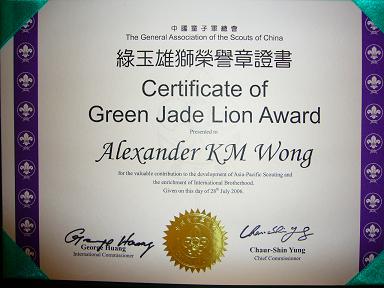 中國童子軍總會
The General Association of the Scouts of China
綠玉雄獅榮譽章證書
Certificate of
Green Jade Lion Award
Presented to
Alexander KM Wong
for the valuable contribution to the development of Asia-Pacific Scouting and
the enrichment of International Brotherhood.
Given on this day of 28th July 2006.
George Huang
George Huang
International Commissioner
Chaur-Shin Yung
Chief Commissioner